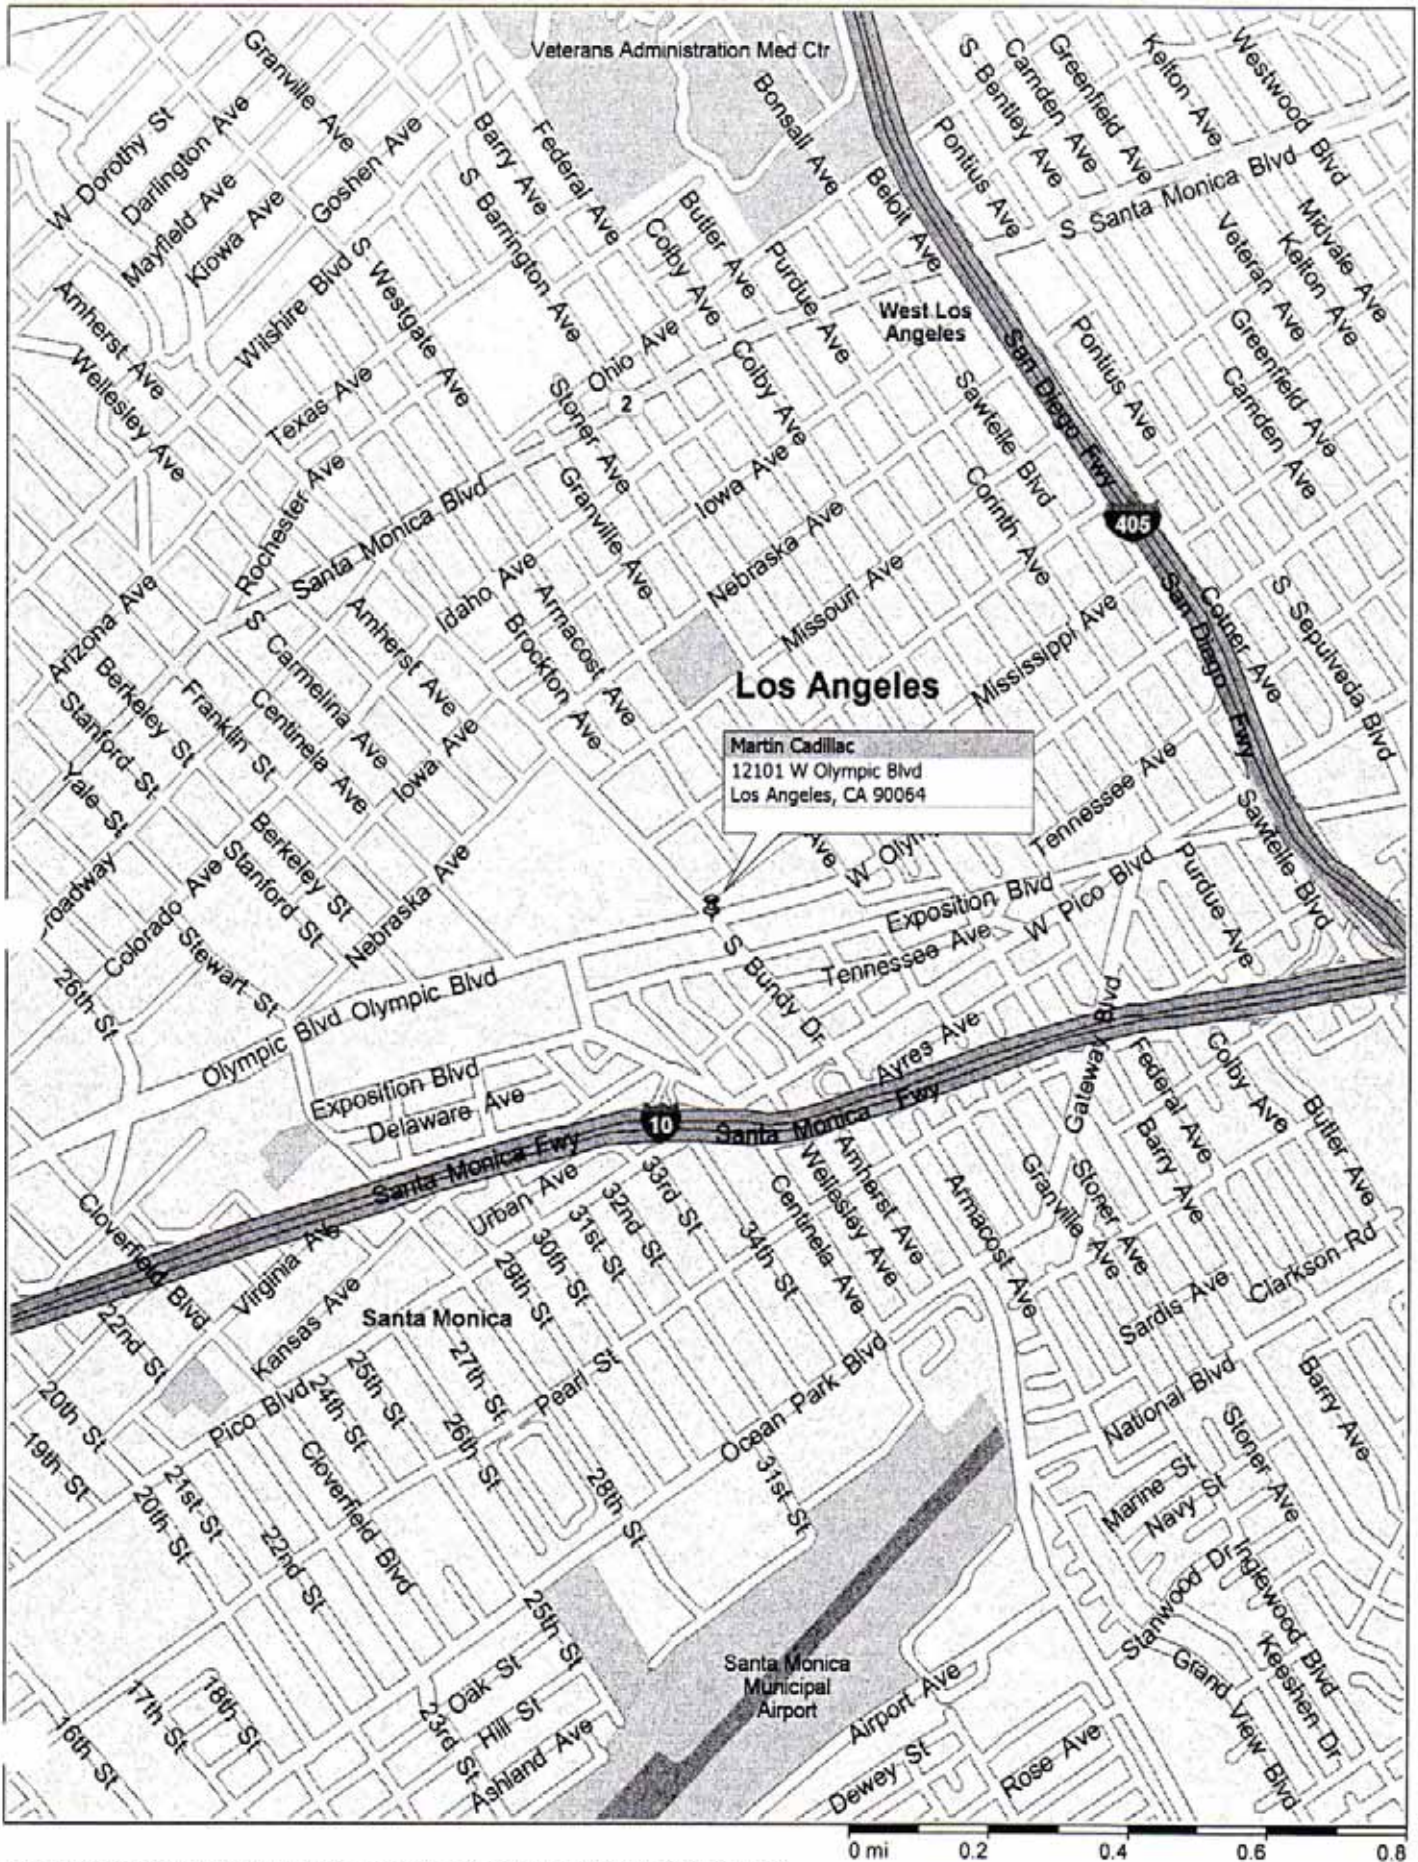 Veterans Administration Med Ctr
Granville Ave
W Dorothy St
Darlington Ave
Mayfield Ave
Kiowa Ave
Goshen Ave
Barry Ave
Federal Ave
S Barrington Ave
Bonsall Ave
Beloit Ave
Pontius Ave
S Bentley Ave
Camden Ave
Greenfield Ave
Kelton Ave
Westwood Blvd
S Santa Monica Blvd
Midvale Ave
Kelton Ave
Veteran Ave
Greenfield Ave
Camden Ave
Butler Ave
Colby Ave
Purdue Ave
West Los
Angeles
San Diego Fwy
Pontius Ave
Amherst Ave
Wellesley Ave
Wilshire Blvd
S Westgate Ave
Texas Ave
Rochester Ave
Santa Monica Blvd
Ohio Ave
2
Stoner Ave
Colby Ave
Iowa Ave
Granville Ave
Nebraska Ave
Missouri Ave
Sawtelle Blvd
Corinth Ave
405
San Diego Fwy
Cotner Ave
S Sepulveda Blvd
Mississippi Ave
Arizona Ave
Berkeley St
Stanford St
Yale St
Franklin St
S Carmelina Ave
Centinela Ave
Amherst Ave
Idaho Ave
Brockton Ave
Armacost Ave
Iowa Ave
Los Angeles
Martin Cadillac
12101 W Olympic Blvd
Los Angeles, CA 90064
Ave
W Olym
Tennessee Ave
Exposition Blvd
W Pico Blvd
Tennessee Ave
Purdue Ave
Sawtelle Blvd
roadway
Colorado Ave
Berkeley St
Stanford St
Stewart St
Nebraska Ave
26th St
Olympic Blvd
Olympic Blvd
S Bundy Dr
Ayres Ave
Gateway Blvd
Federal Ave
Colby Ave
Barry Ave
Butler Ave
Exposition Blvd
Delaware Ave
10
Santa Monica Fwy
Santa Monica Fwy
Cloverfield Blvd
Virginia Ave
Kansas Ave
Urban Ave
33rd St
32nd St
31st St
30th St
29th St
34th St
Centinela Ave
Wellesley Ave
Amherst Ave
Armacost Ave
Granville Ave
Stoner Ave
Sardis Ave
Clarkson Rd
Santa Monica
22nd St
20th St
19th St
Pico Blvd
24th St
25th St
27th St
26th St
Pearl S
28th St
Ocean Park Blvd
31st St
National Blvd
Barry Ave
Stoner Ave
Marine St
Navy St
Stanwood Dr
Inglewood Blvd
Keeshen Dr
Grand View Blvd
21st St
20th St
22nd St
Cloverfield Blvd
25th St
Oak St
Hill St
Ashland Ave
23rd St
18th St
17th St
16th St
Santa Monica
Municipal
Airport
Airport Ave
Dewey St
Rose Ave
0 mi 0.2 0.4 0.6 0.8